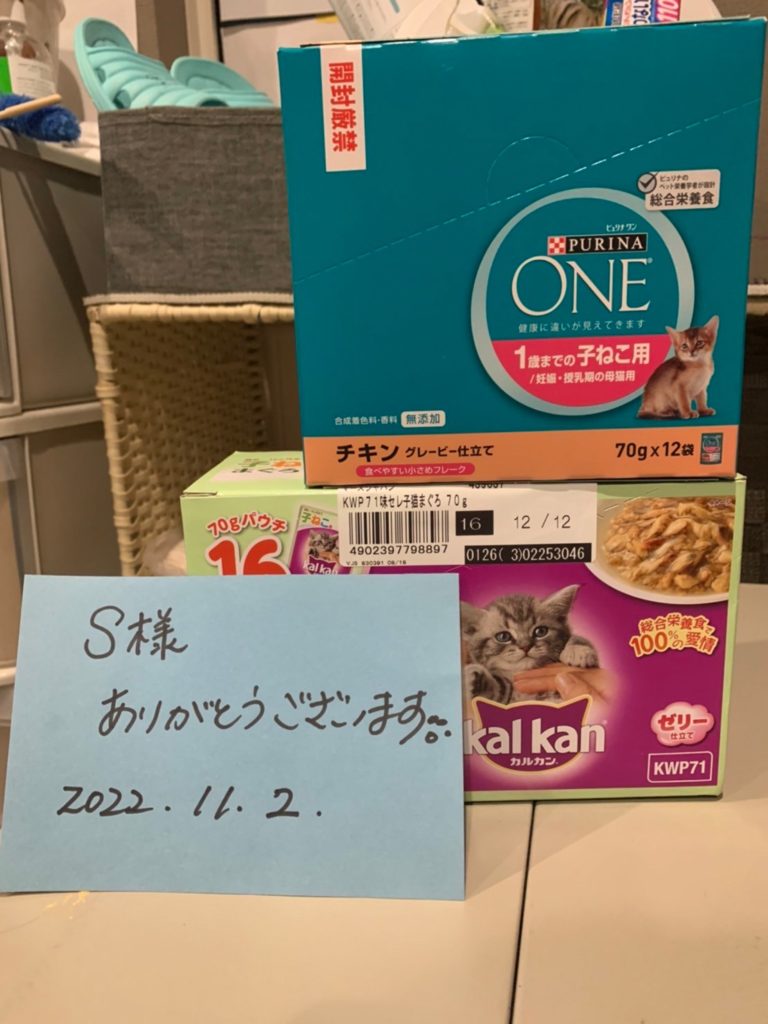 開封厳禁
ピュリナの
ペット栄養学者が設計
総合栄養食
ピュリナ ワン
PURINA
ONE
健康に違いが見えてきます
1歳までの子ねこ用
/妊娠・授乳期の母猫用
合成着色料・香料 無添加
チキン グレービー仕立て
食べやすい小さめフレーク
70g×12袋
KWP71味セレ子猫まぐろ 70g
16 12/12
4902397798897
0126( 3)02253046
70gパウチ
16
子ねこ
kal kan
総合栄養食で
100%の愛情
kal kan
カルカン
ゼリー
仕立て
KWP71
S様
ありがとうございます。
2022.11.2.